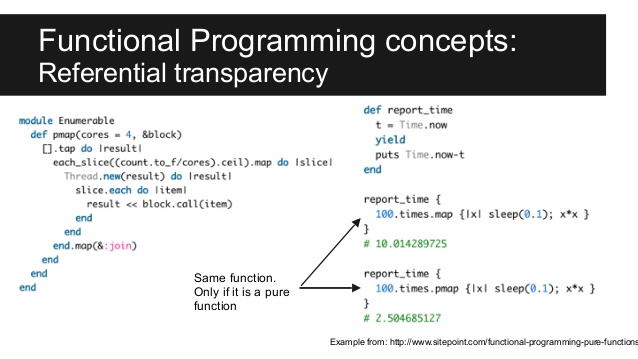 Functional Programming concepts:
Referential transparency
module Enumerable
  def pmap(cores = 4, &block)
    [].tap do |result|
      each_slice((count.to_f/cores).ceil).map do |slice|
        Thread.new(result) do |result|
          slice.each do |item|
            result << block.call(item)
          end
        end
      end.map(&:join)
    end
  end
end
def report_time
  t = Time.now
  yield
  puts Time.now-t
end
report_time {
  100.times.map {|x| sleep(0.1); x*x }
}
# 10.014289725
report_time {
  100.times.pmap {|x| sleep(0.1); x*x }
}
# 2.504685127
Same function.
Only if it is a pure
function
Example from: http://www.sitepoint.com/functional-programming-pure-functions